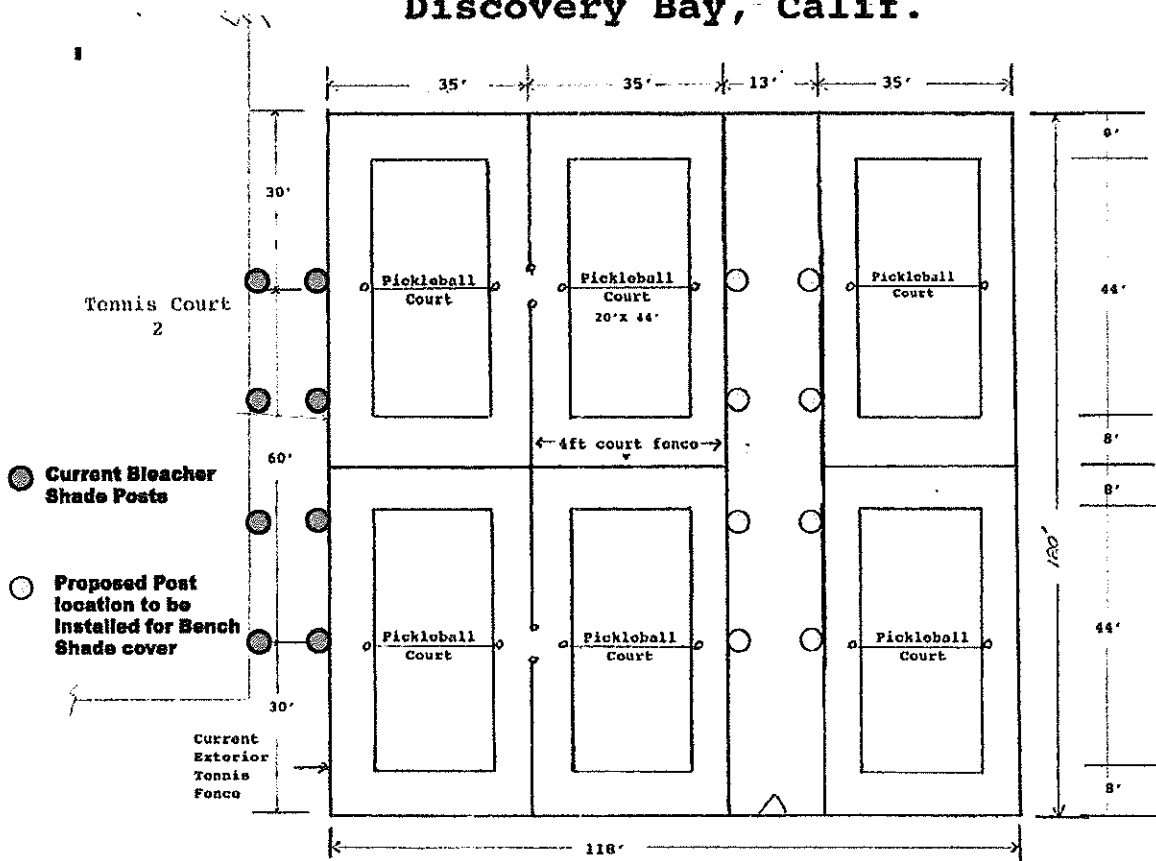 Discovery Bay, Calif.
35'
35'
13'
35'
30'
8'
Tennis Court
2
Pickleball
Court
Pickleball
Court
20'x 44'
Pickleball
Court
44'
4ft court fence
60'
8'
8'
Current Bleacher
Shade Posts
120'
Proposed Post
location to be
Installed for Bench
Shade cover
Pickleball
Court
Pickleball
Court
Pickleball
Court
44'
30'
Current
Exterior
Tennis
Fence
8'
118'